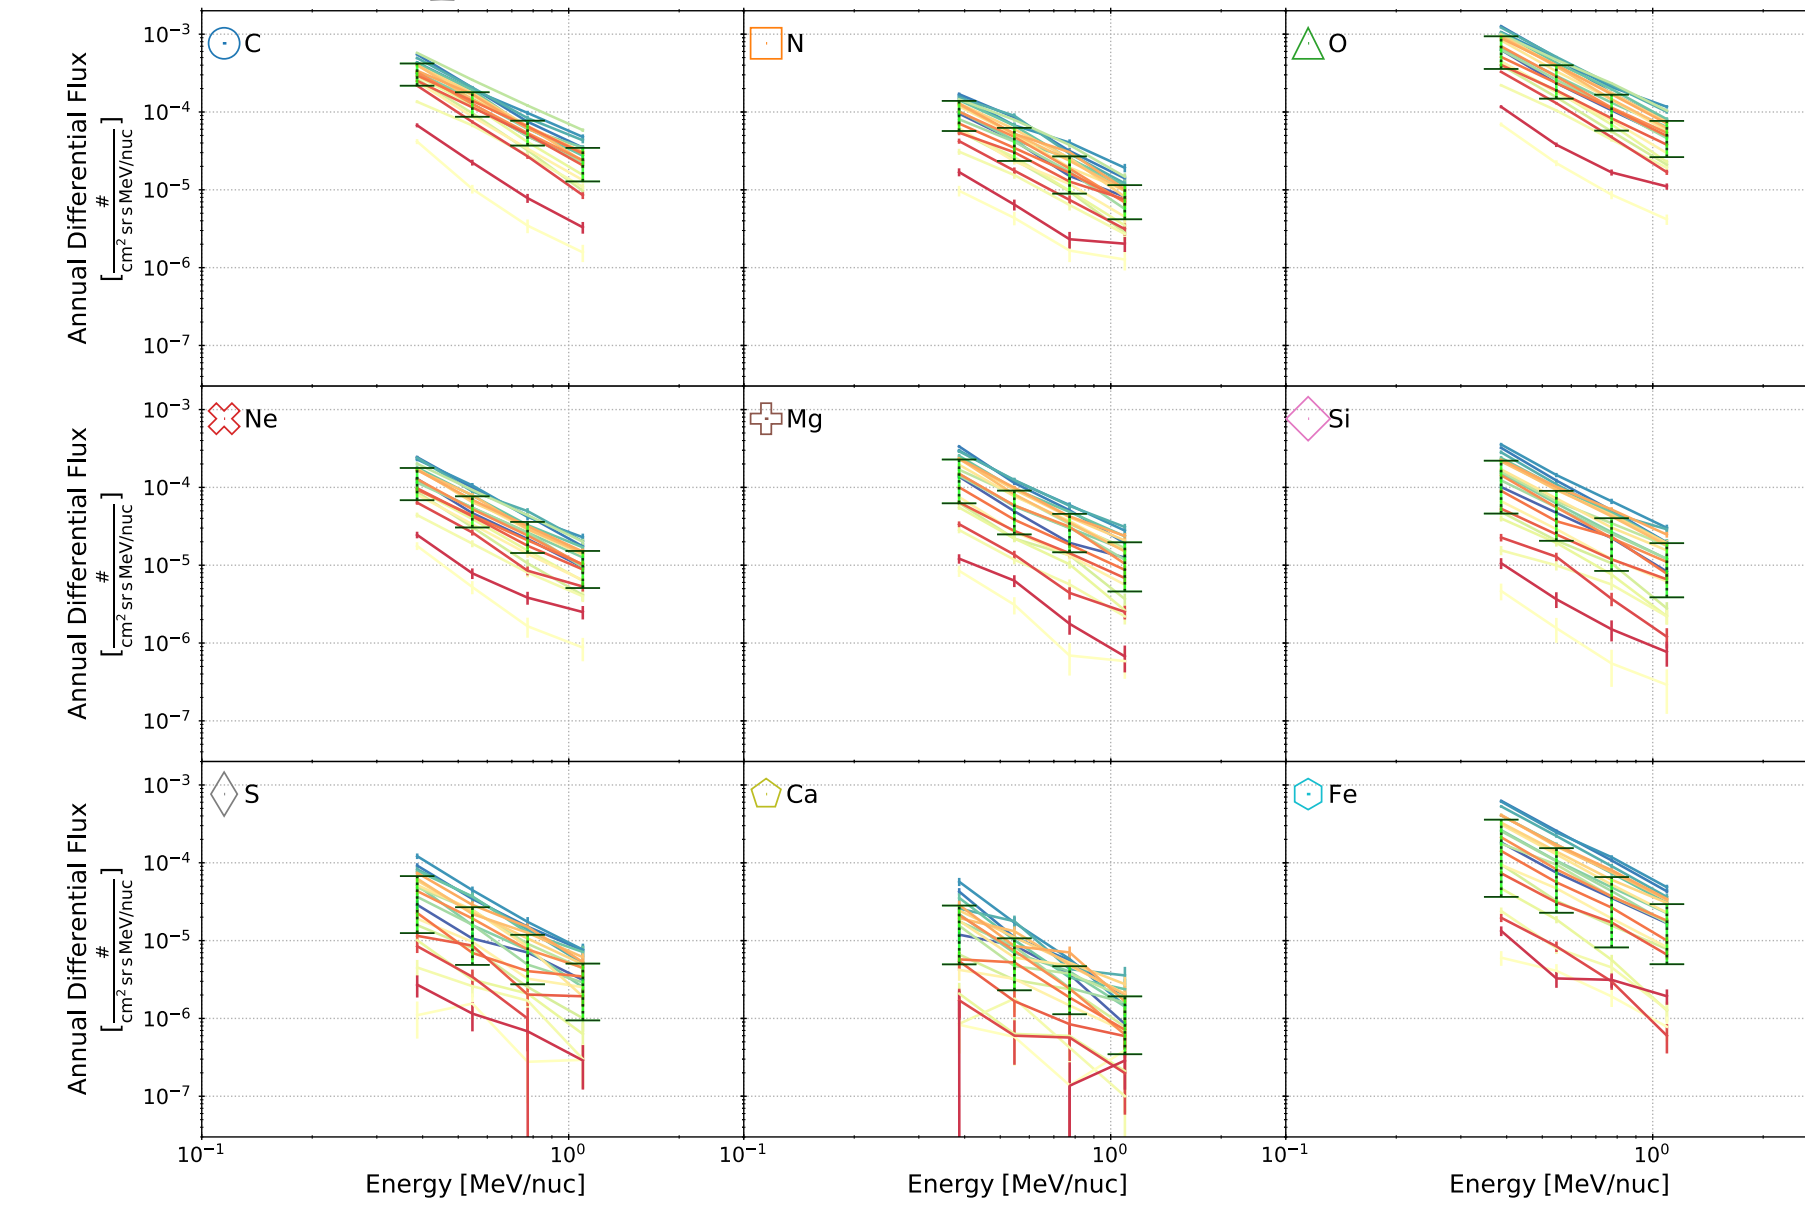 C
N
O
10⁻³
10⁻⁴
10⁻⁵
10⁻⁶
10⁻⁷
Annual Differential Flux
[# / cm² sr s MeV/nuc]
Ne
Mg
Si
10⁻³
10⁻⁴
10⁻⁵
10⁻⁶
10⁻⁷
Annual Differential Flux
[# / cm² sr s MeV/nuc]
S
Ca
Fe
10⁻³
10⁻⁴
10⁻⁵
10⁻⁶
10⁻⁷
Annual Differential Flux
[# / cm² sr s MeV/nuc]
10⁻¹ 10⁰ 10⁻¹ 10⁰ 10⁻¹ 10⁰
Energy [MeV/nuc] Energy [MeV/nuc] Energy [MeV/nuc]